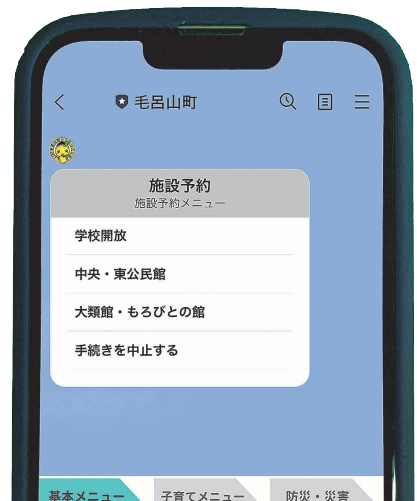 毛呂山町
施設予約
施設予約メニュー
学校開放
中央・東公民館
大類館・もろびとの館
手続きを中止する
基本メニュー
子育てメニュー
防災・災害